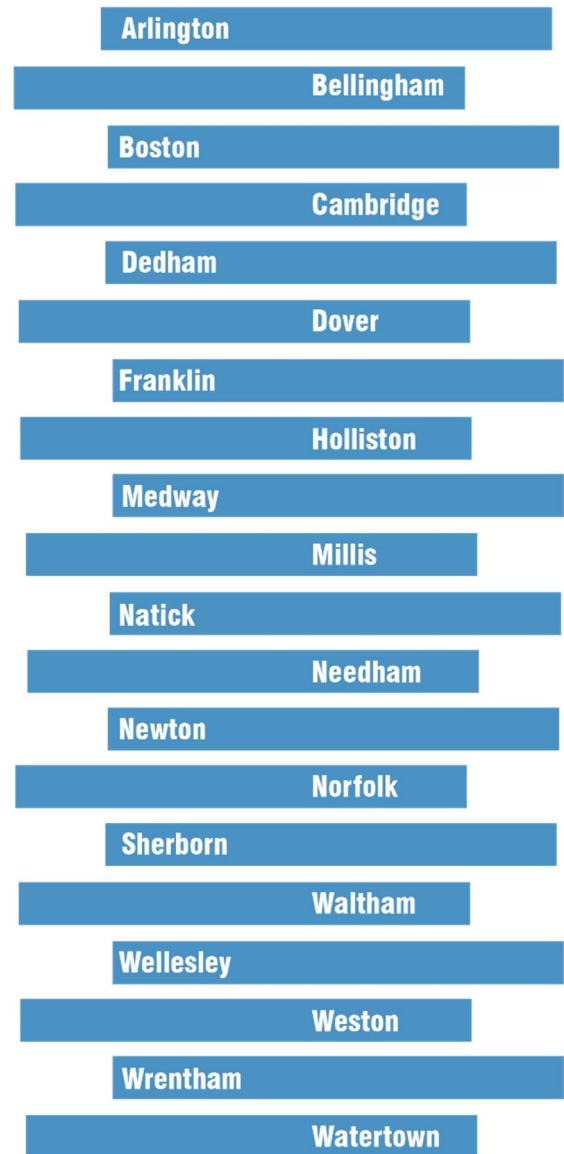 Arlington
Bellingham
Boston
Cambridge
Dedham
Dover
Franklin
Holliston
Medway
Millis
Natick
Needham
Newton
Norfolk
Sherborn
Waltham
Wellesley
Weston
Wrentham
Watertown